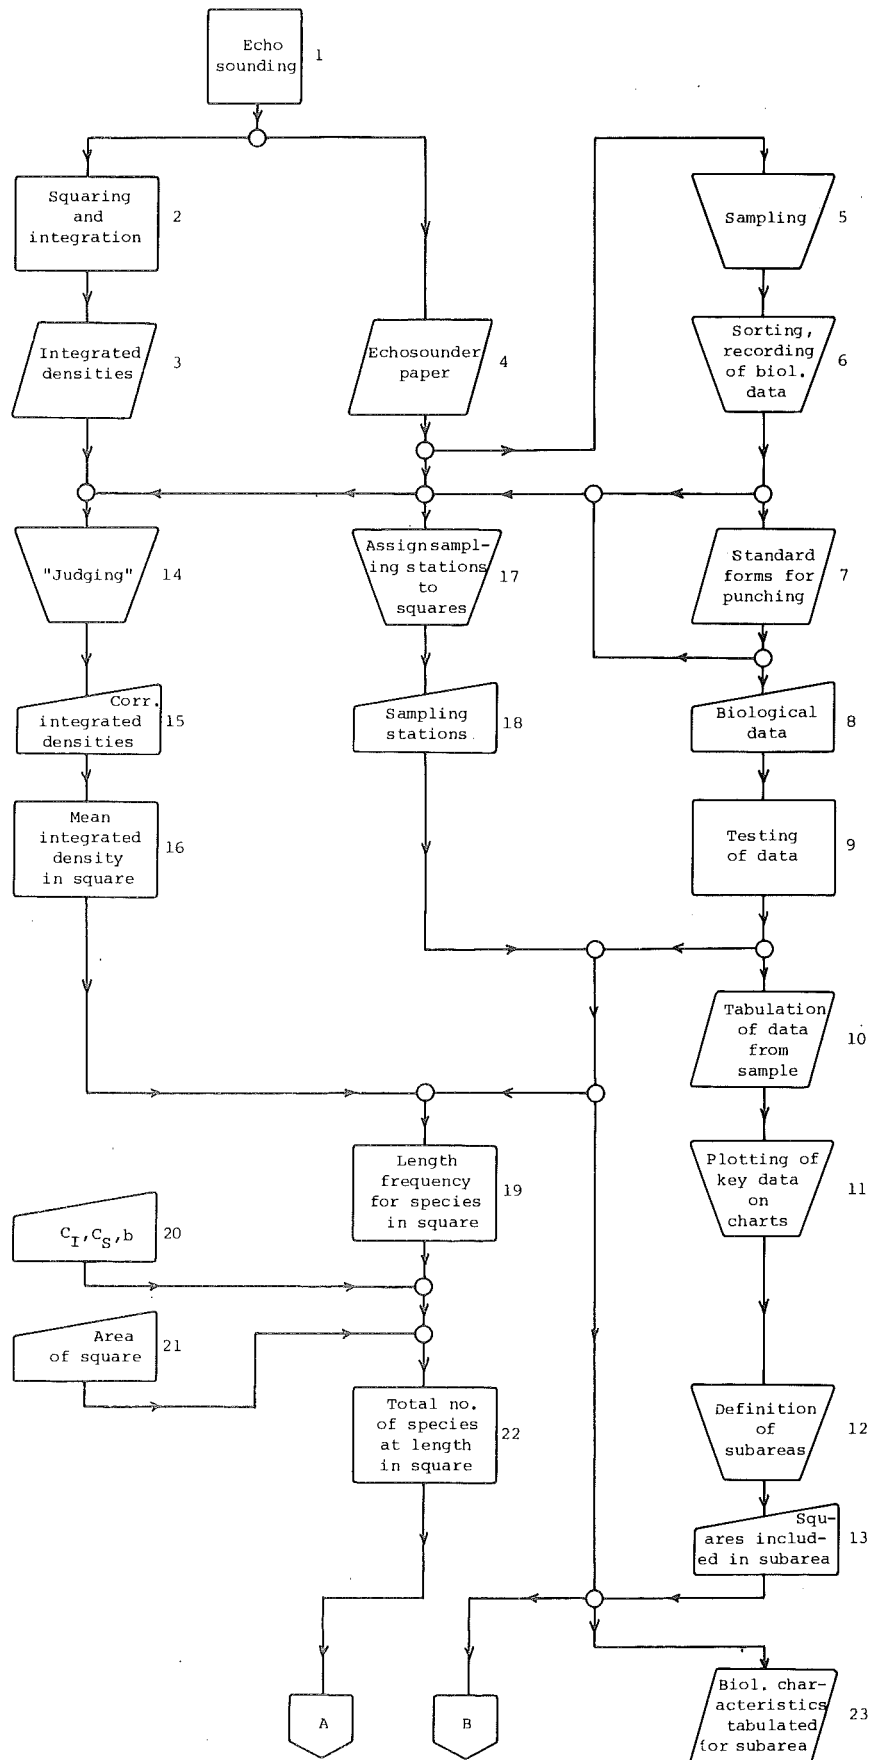 Echo
sounding
1
Squaring
and
integration
2
Sampling
5
Integrated
densities
3
Echosounder
paper
4
Sorting,
recording
of biol.
data
6
"Judging"
14
Assign sampl-
ing stations
to
squares
17
Standard
forms for
punching
7
Corr.
integrated
densities
15
Sampling
stations
18
Biological
data
8
Mean
integrated
density
in square
16
Testing
of data
9
Tabulation
of data
from
sample
10
Length
frequency
for species
in square
19
Plotting of
key data
on
charts
11
C_I, C_S, b
20
Area
of square
21
Total no.
of species
at length
in square
22
Definition
of
subareas
12
Squ-
ares includ-
ed in subarea
13
A
B
Biol. char-
acteristics
tabulated
for subarea
23